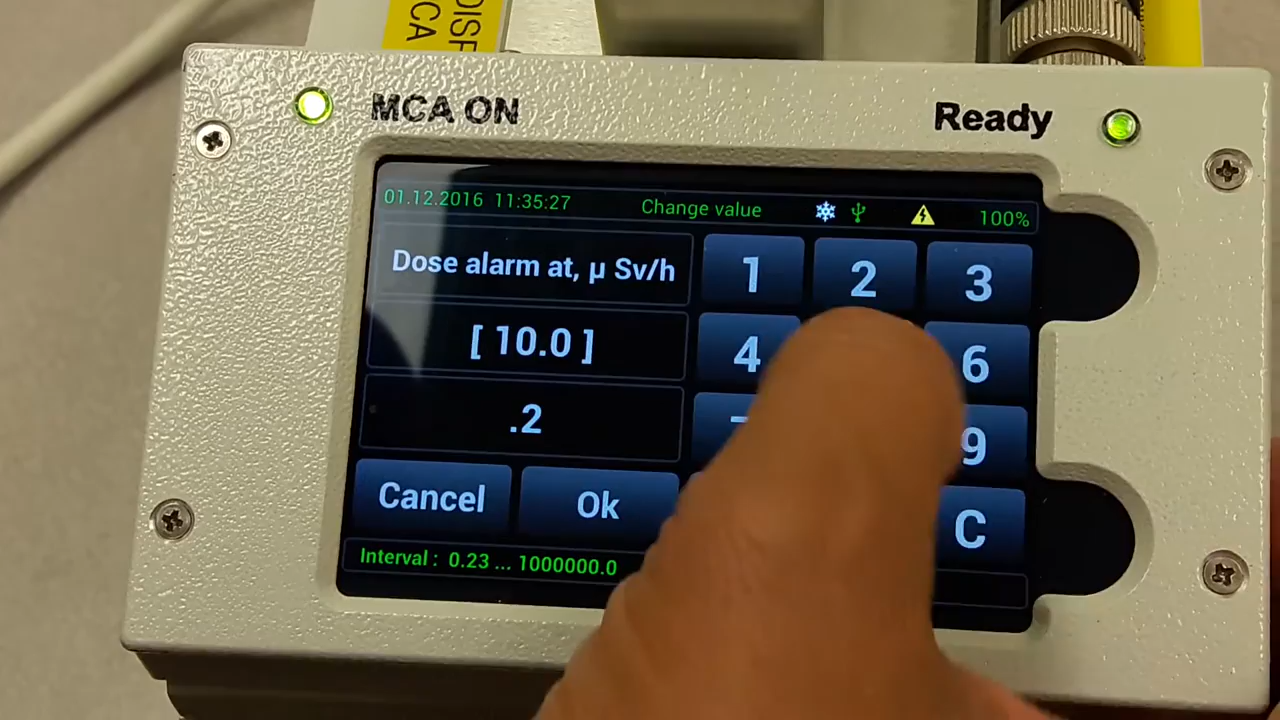 MCA ON
Ready
01.12.2016 11:35:27 Change value 100%
Dose alarm at, µ Sv/h
[ 10.0 ]
.2
Cancel Ok
Interval : 0.23 ... 1000000.0
1 2 3
4 6
9
C